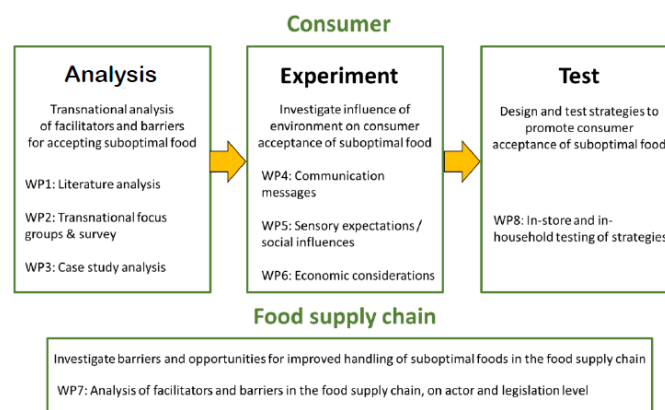 Consumer
Analysis
Transnational analysis
of facilitators and barriers
for accepting suboptimal food
WP1: Literature analysis
WP2: Transnational focus
groups & survey
WP3: Case study analysis
Experiment
Investigate influence of
environment on consumer
acceptance of suboptimal food
WP4: Communication
messages
WP5: Sensory expectations /
social influences
WP6: Economic considerations
Test
Design and test strategies to
promote consumer
acceptance of suboptimal food
WP8: In-store and in-
household testing of strategies
Food supply chain
Investigate barriers and opportunities for improved handling of suboptimal foods in the food supply chain
WP7: Analysis of facilitators and barriers in the food supply chain, on actor and legislation level